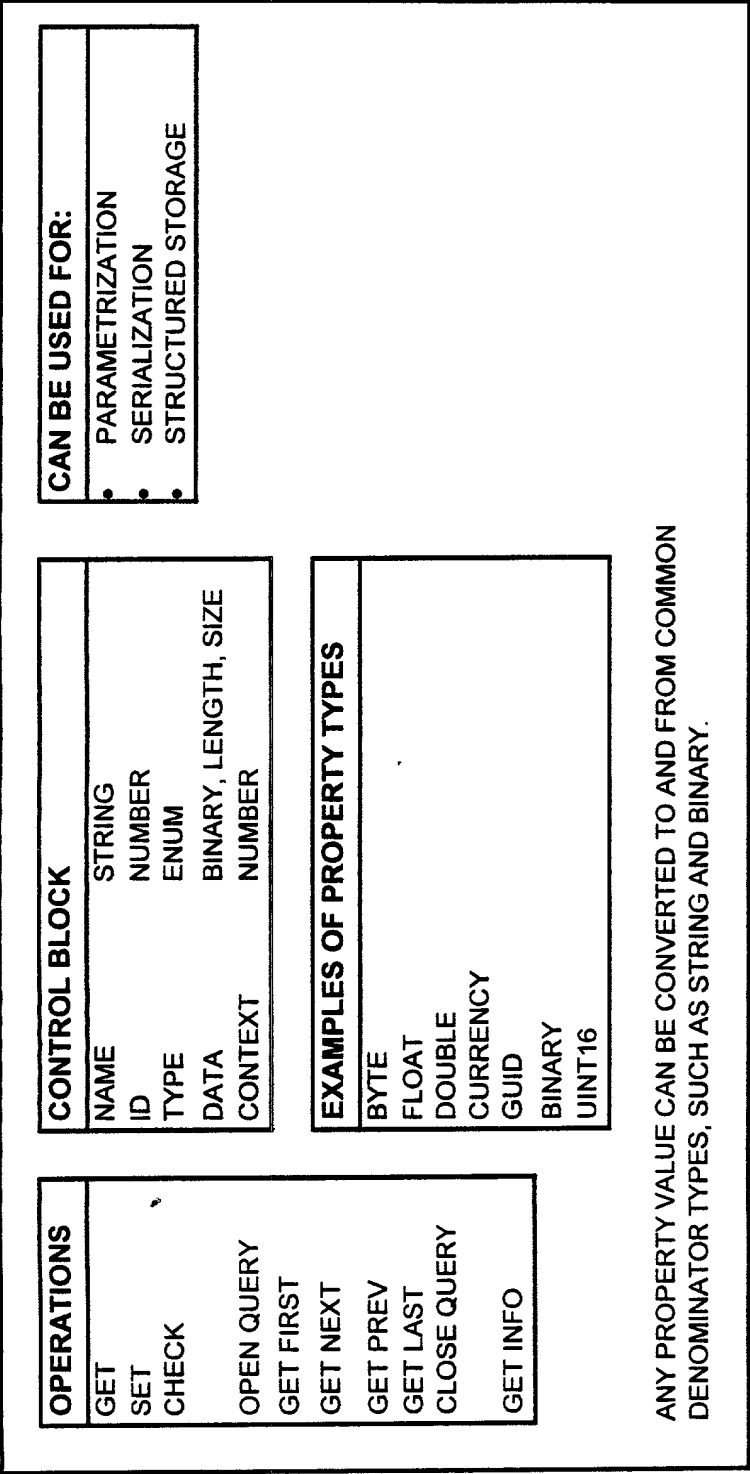 OPERATIONS
GET
SET
CHECK
OPEN QUERY
GET FIRST
GET NEXT
GET PREV
GET LAST
CLOSE QUERY
GET INFO
CONTROL BLOCK
NAME STRING
ID NUMBER
TYPE ENUM
DATA BINARY, LENGTH, SIZE
CONTEXT NUMBER
EXAMPLES OF PROPERTY TYPES
BYTE
FLOAT
DOUBLE
CURRENCY
GUID
BINARY
UINT16
CAN BE USED FOR:
• PARAMETRIZATION
• SERIALIZATION
• STRUCTURED STORAGE
ANY PROPERTY VALUE CAN BE CONVERTED TO AND FROM COMMON
DENOMINATOR TYPES, SUCH AS STRING AND BINARY.